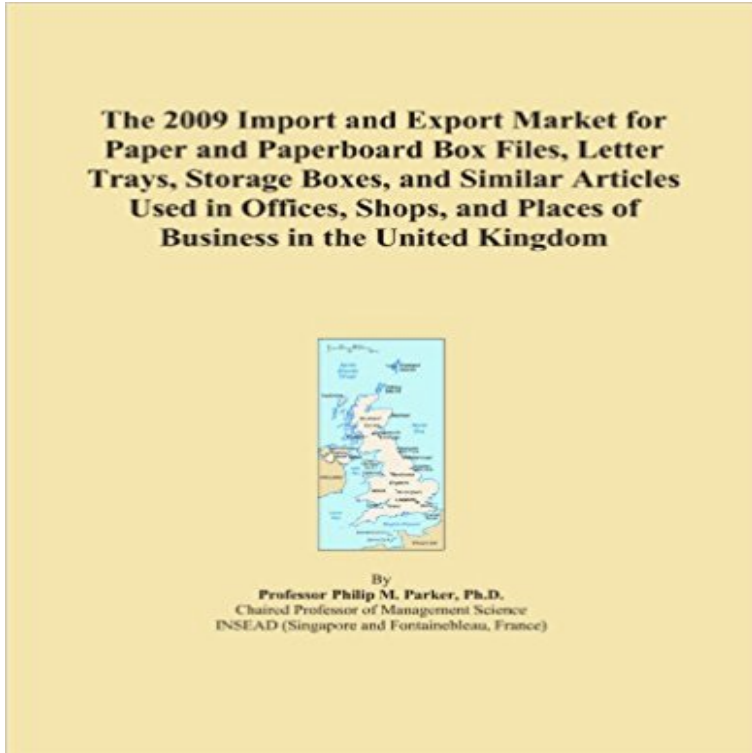 The 2009 Import and Export Market for
Paper and Paperboard Box Files, Letter
Trays, Storage Boxes, and Similar Articles
Used in Offices, Shops, and Places of
Business in the United Kingdom
By
Professor Philip M. Parker, Ph.D.
Chaired Professor of Management Science
INSEAD (Singapore and Fontainebleau, France)